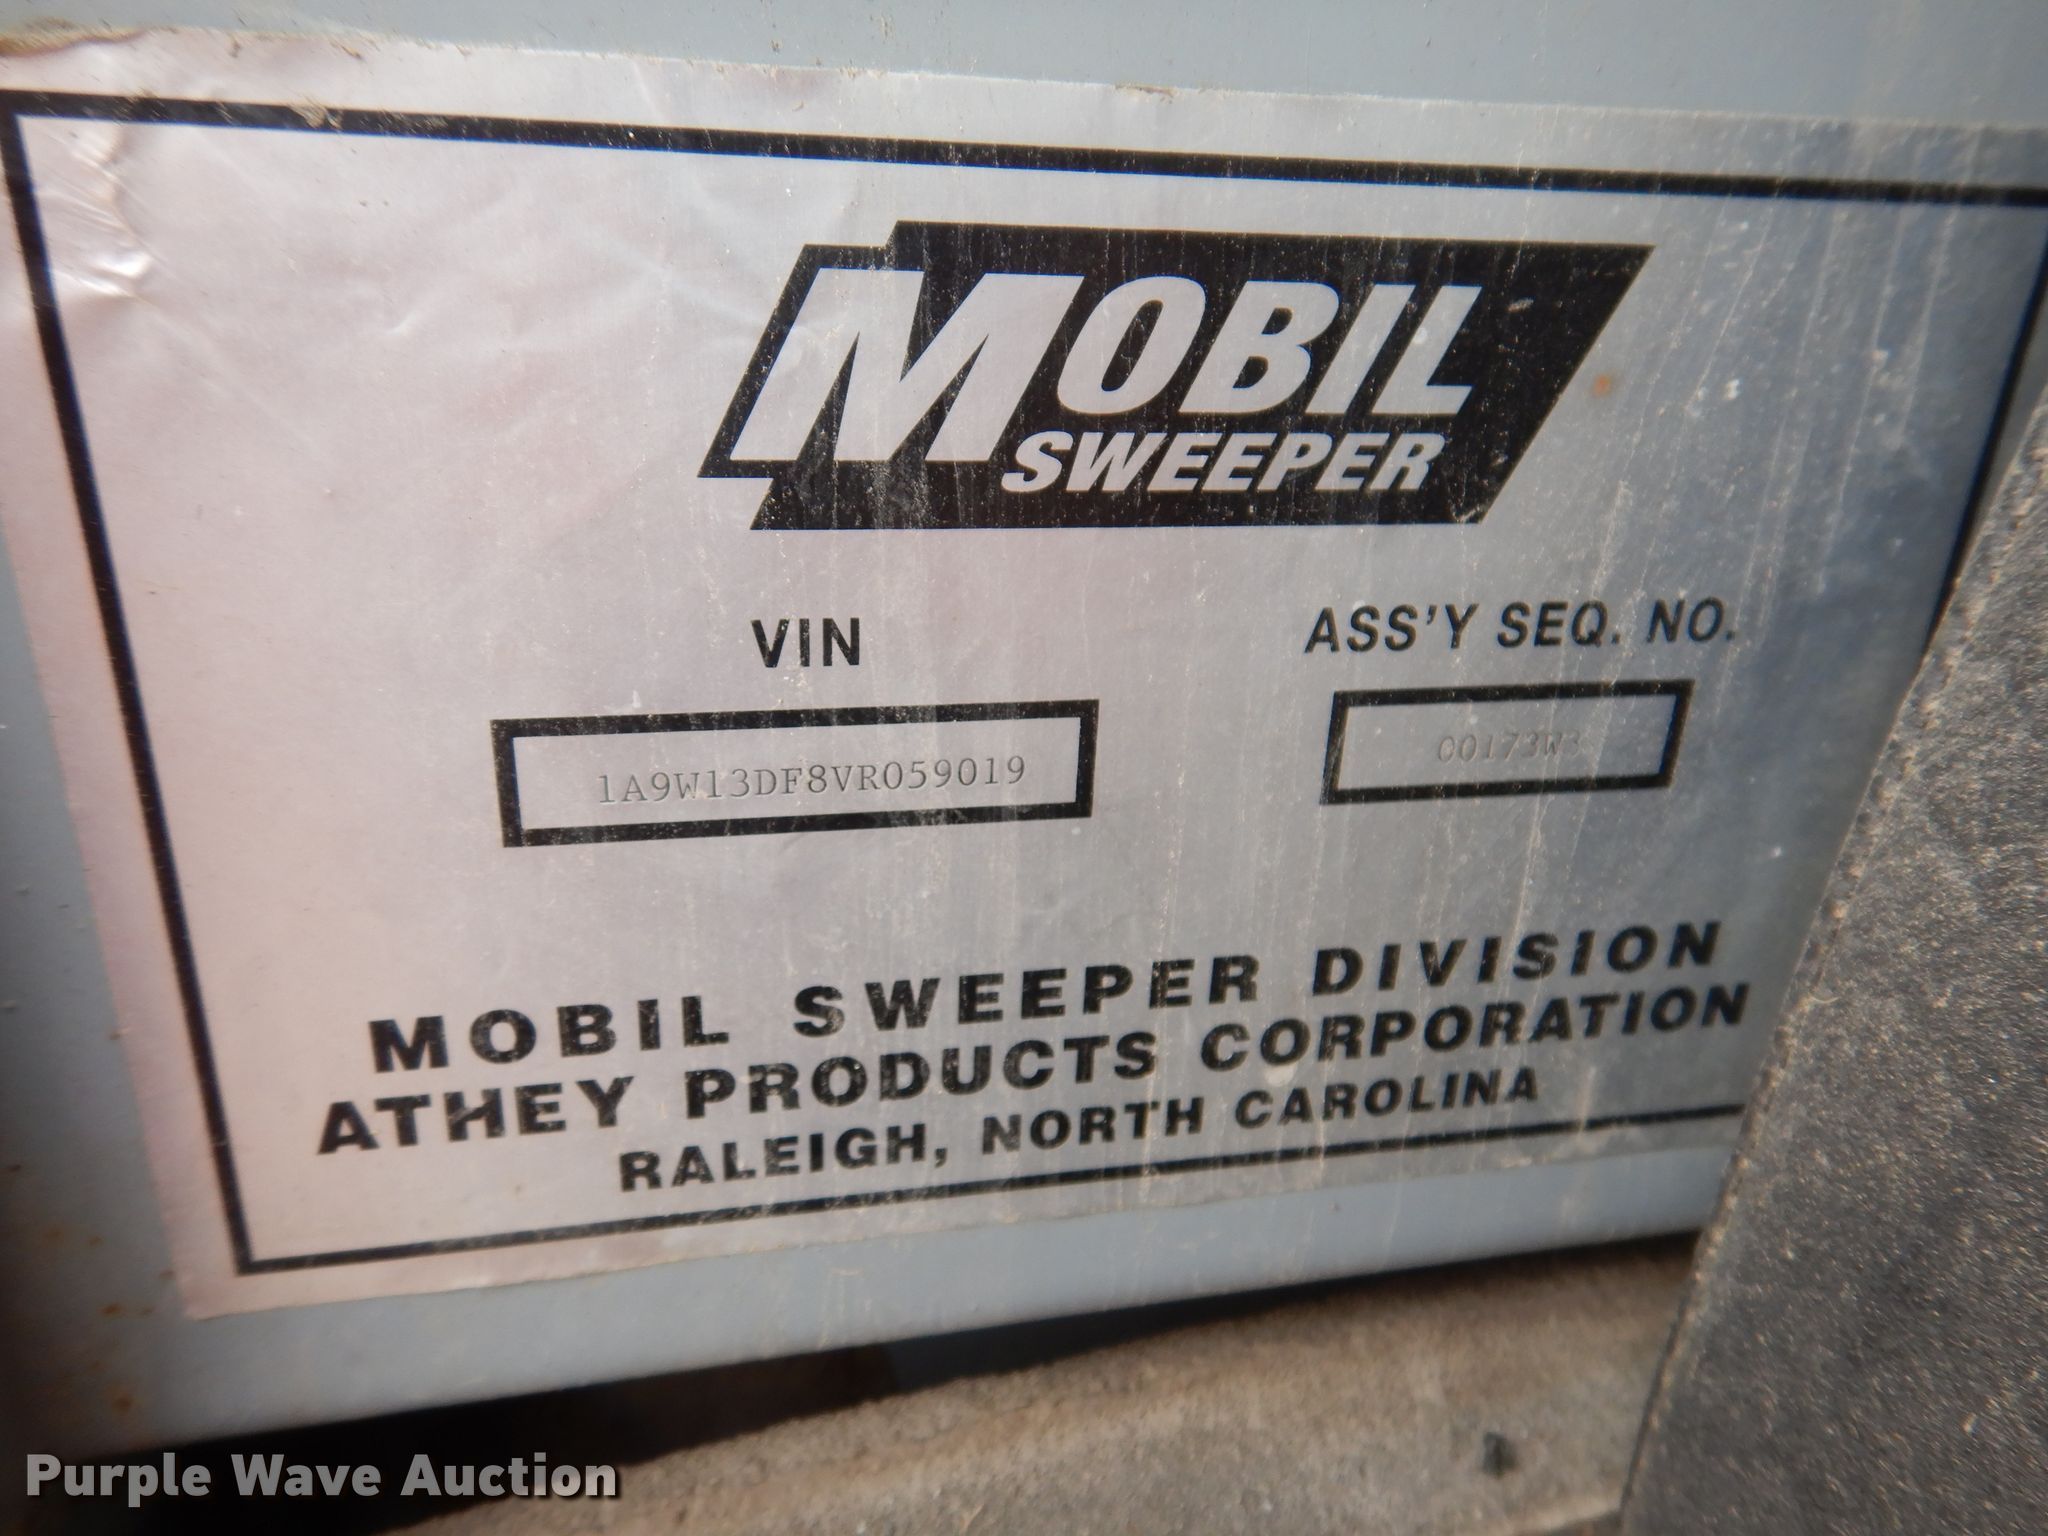 MOBIL
SWEEPER
VIN
ASS'Y SEQ. NO.
1A9W13DF8VR059019
00173W3
MOBIL SWEEPER DIVISION
ATHEY PRODUCTS CORPORATION
RALEIGH, NORTH CAROLINA
Purple Wave Auction